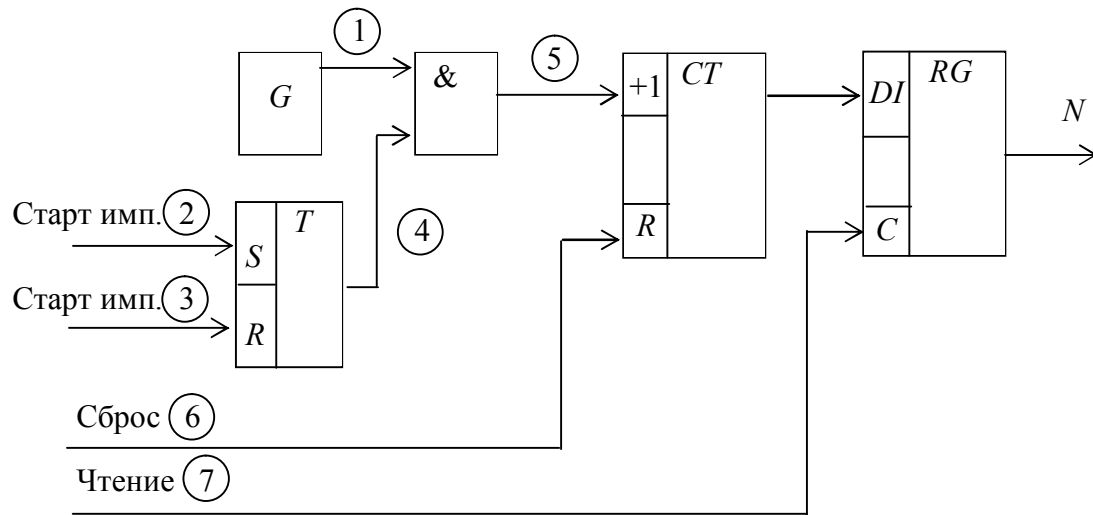 1
G
&
5
+1 CT
DI RG
N
Старт имп. 2
S T
4
R
C
Старт имп. 3
R
Сброс 6
Чтение 7